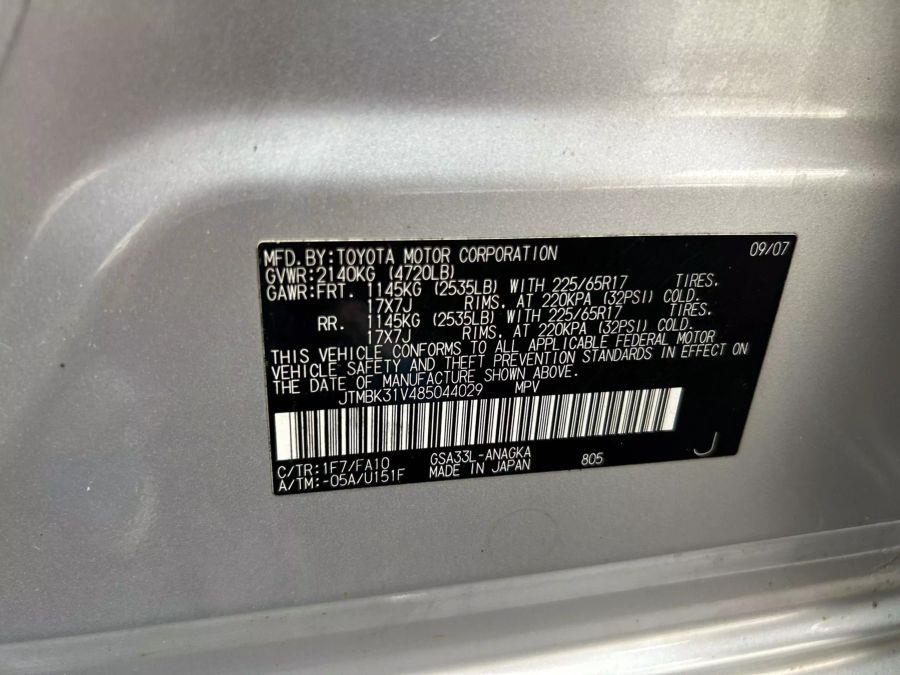 MFD. BY: TOYOTA MOTOR CORPORATION 09/07
GVWR: 2140KG (4720LB)
GAWR: FRT. 1145KG (2535LB) WITH 225/65R17 TIRES.
17X7J RIMS. AT 220KPA (32PSI) COLD.
RR. 1145KG (2535LB) WITH 225/65R17 TIRES.
17X7J RIMS. AT 220KPA (32PSI) COLD.
THIS VEHICLE CONFORMS TO ALL APPLICABLE FEDERAL MOTOR
VEHICLE SAFETY AND THEFT PREVENTION STANDARDS IN EFFECT ON
THE DATE OF MANUFACTURE SHOWN ABOVE.
JTMBK31V485044029 MPV
C/TR: 1F7/FA10 GSA33L-ANAGKA 805 J
A/TM: -05A/U151F MADE IN JAPAN